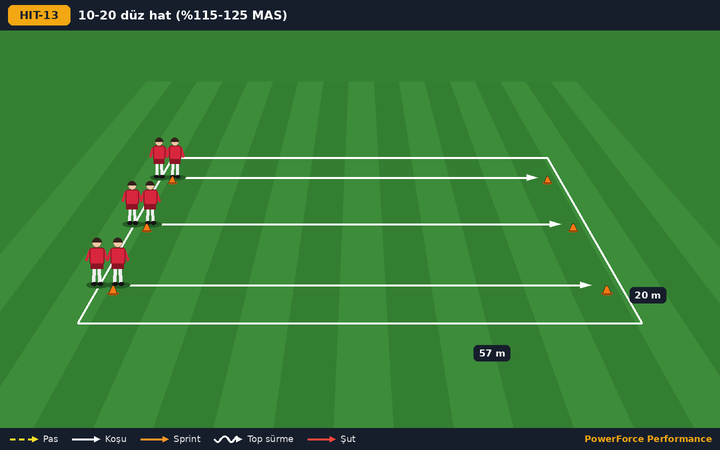 HIT-13 10-20 düz hat (%115-125 MAS)
20 m
57 m
Pas Koşu Sprint Top sürme Şut PowerForce Performance